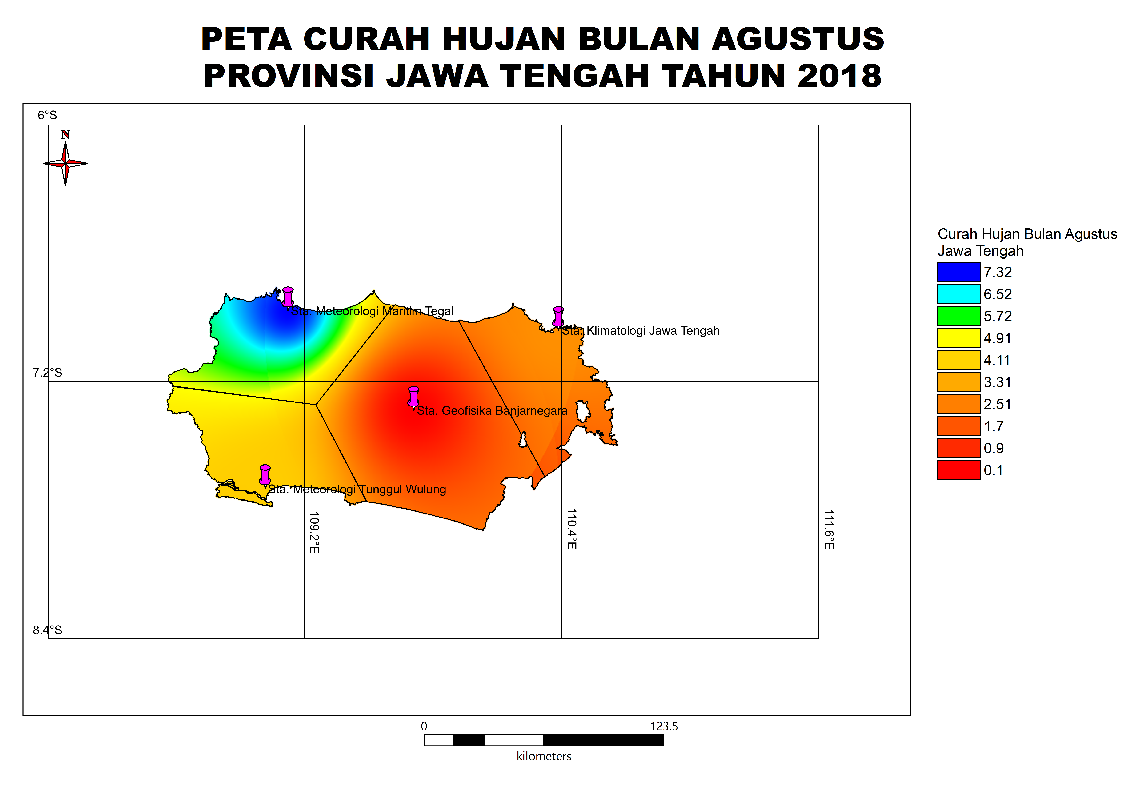 PETA CURAH HUJAN BULAN AGUSTUS
PROVINSI JAWA TENGAH TAHUN 2018
6°S
N
Curah Hujan Bulan Agustus
Jawa Tengah
7.32
6.52
5.72
4.91
4.11
3.31
2.51
1.7
0.9
0.1
Sta. Meteorologi Maritim Tegal
Sta. Klimatologi Jawa Tengah
7.2°S
Sta. Geofisika Banjarnegara
Sta. Meteorologi Tunggul Wulung
109.2°E
110.4°E
111.6°E
8.4°S
0 123.5
kilometers